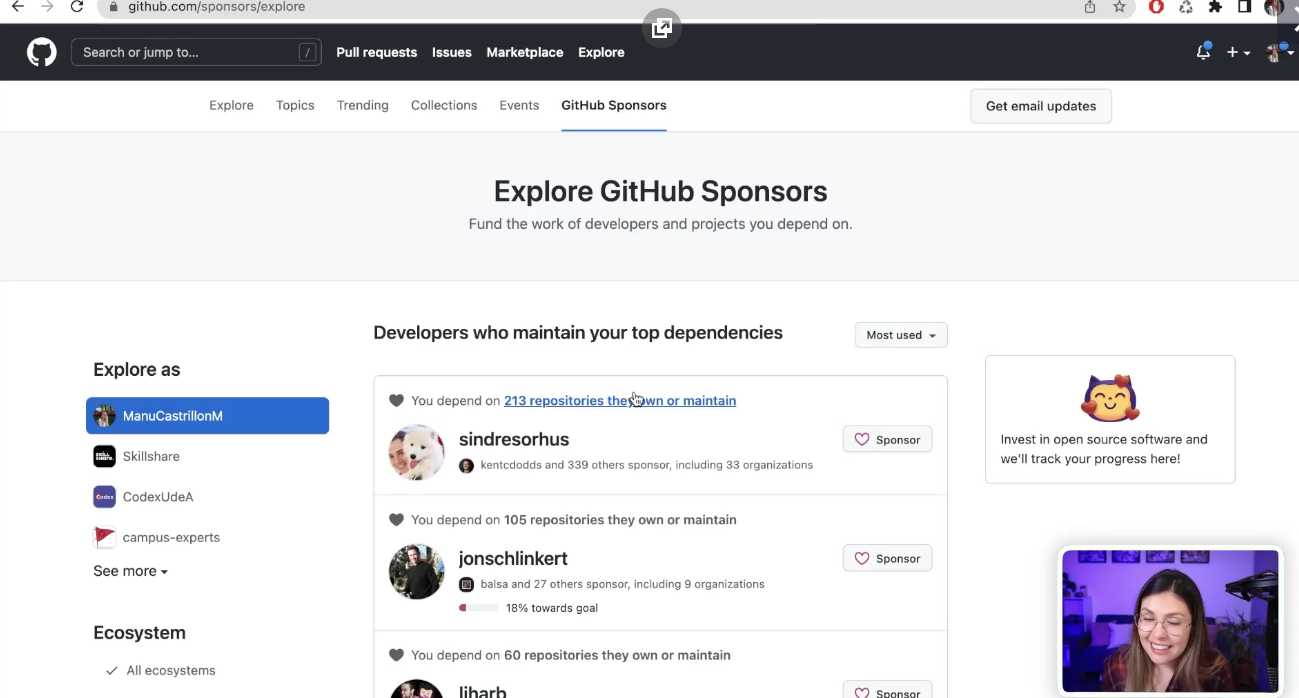 github.com/sponsors/explore
Search or jump to... /
Pull requests Issues Marketplace Explore
Explore Topics Trending Collections Events GitHub Sponsors
Get email updates
Explore GitHub Sponsors
Fund the work of developers and projects you depend on.
Developers who maintain your top dependencies
Most used
Explore as
ManuCastrillonM
Skillshare
CodexUdeA
campus-experts
See more
Ecosystem
All ecosystems
You depend on 213 repositories they own or maintain
sindresorhus
Sponsor
kentcdodds and 339 others sponsor, including 33 organizations
You depend on 105 repositories they own or maintain
jonschlinkert
Sponsor
balsa and 27 others sponsor, including 9 organizations
18% towards goal
You depend on 60 repositories they own or maintain
ljharb
Sponsor
Invest in open source software and
we'll track your progress here!